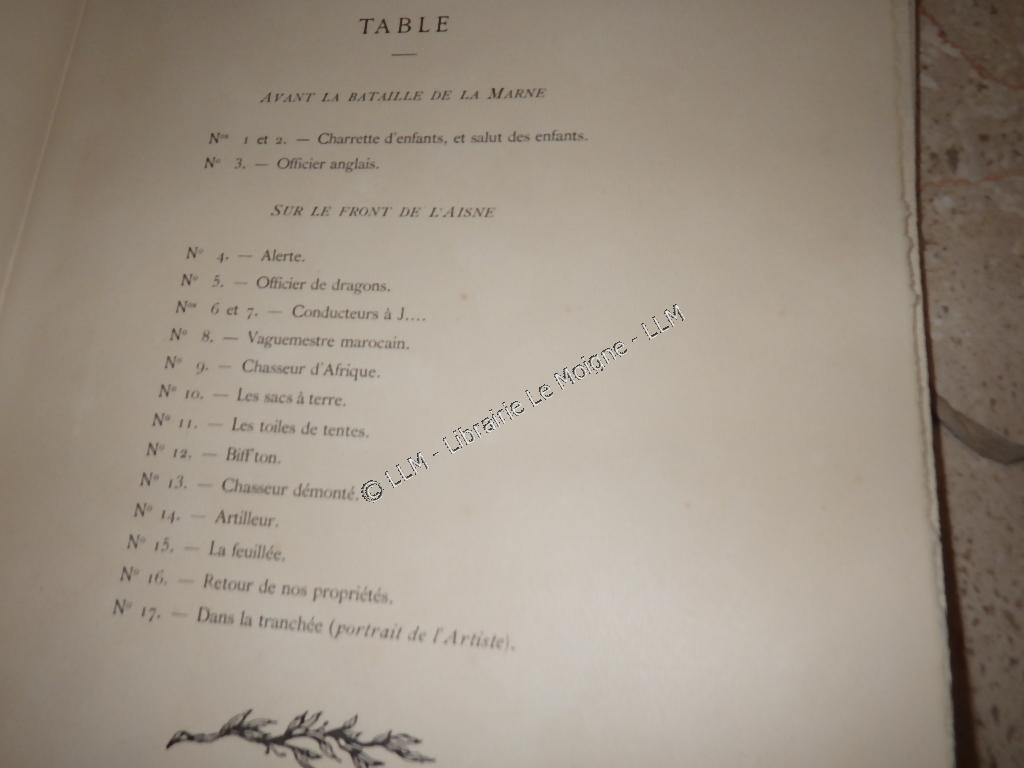 TABLE
AVANT LA BATAILLE DE LA MARNE
Nos 1 et 2. — Charrette d'enfants, et salut des enfants.
No 3. — Officier anglais.
SUR LE FRONT DE L'AISNE
No 4. — Alerte.
No 5. — Officier de dragons.
Nos 6 et 7. — Conducteurs à J....
No 8. — Vaguemestre marocain.
No 9. — Chasseur d'Afrique.
No 10. — Les sacs à terre.
No 11. — Les toiles de tentes.
No 12. — Biff'ton.
No 13. — Chasseur démonté.
No 14. — Artilleur.
No 15. — La feuillée.
No 16. — Retour de nos propriétés.
No 17. — Dans la tranchée (portrait de l'Artiste).
© LLM - Librairie Le Moigne - LLM